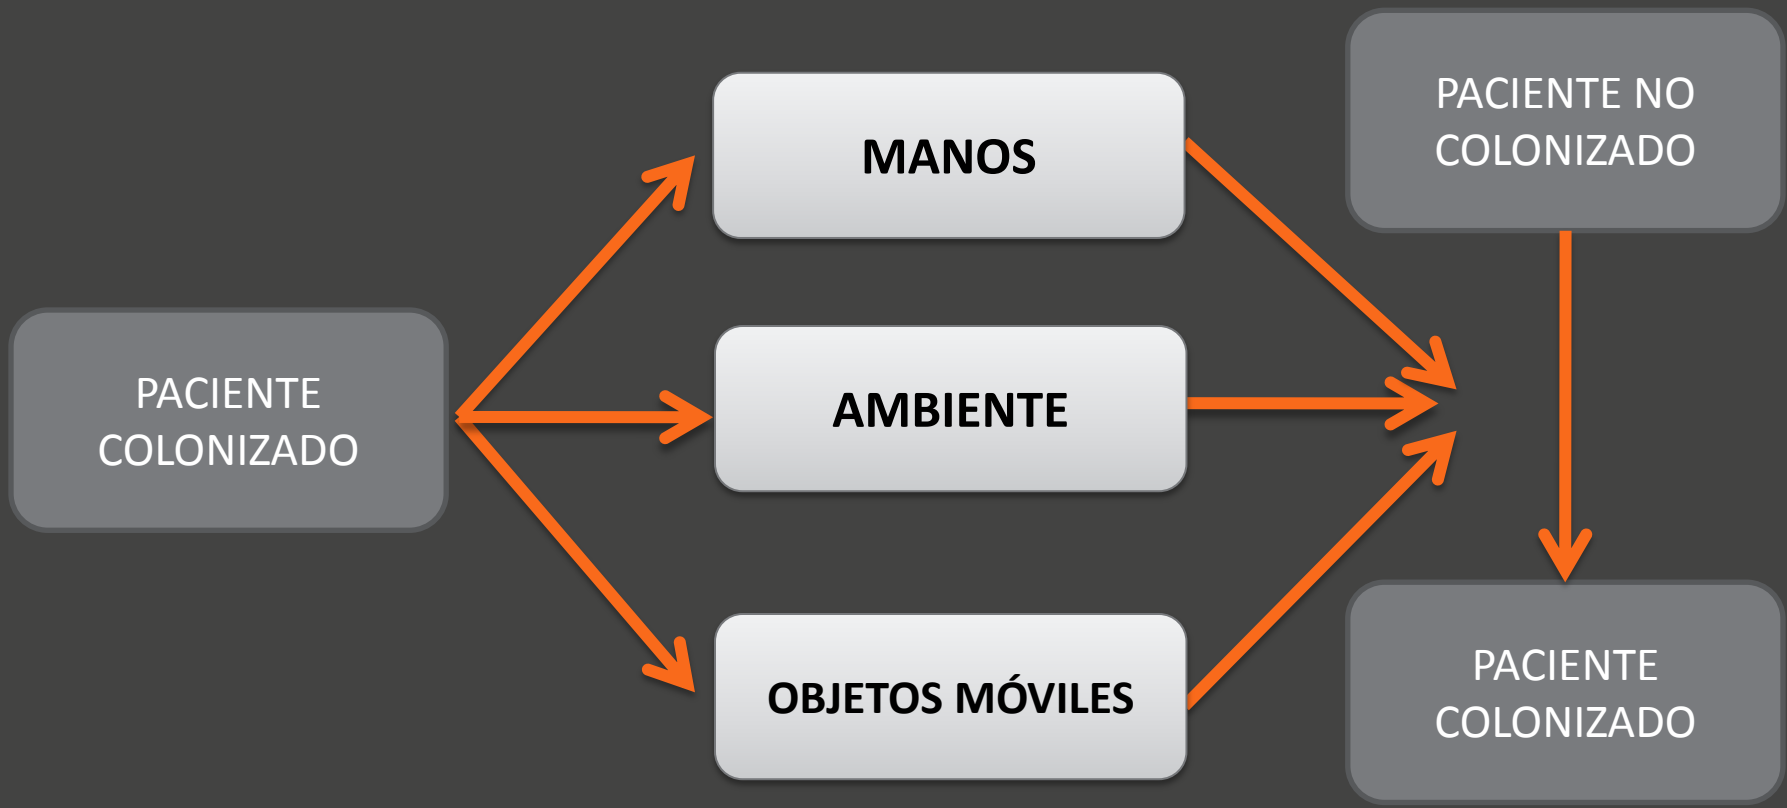 PACIENTE
COLONIZADO
MANOS
AMBIENTE
OBJETOS MÓVILES
PACIENTE NO
COLONIZADO
PACIENTE
COLONIZADO